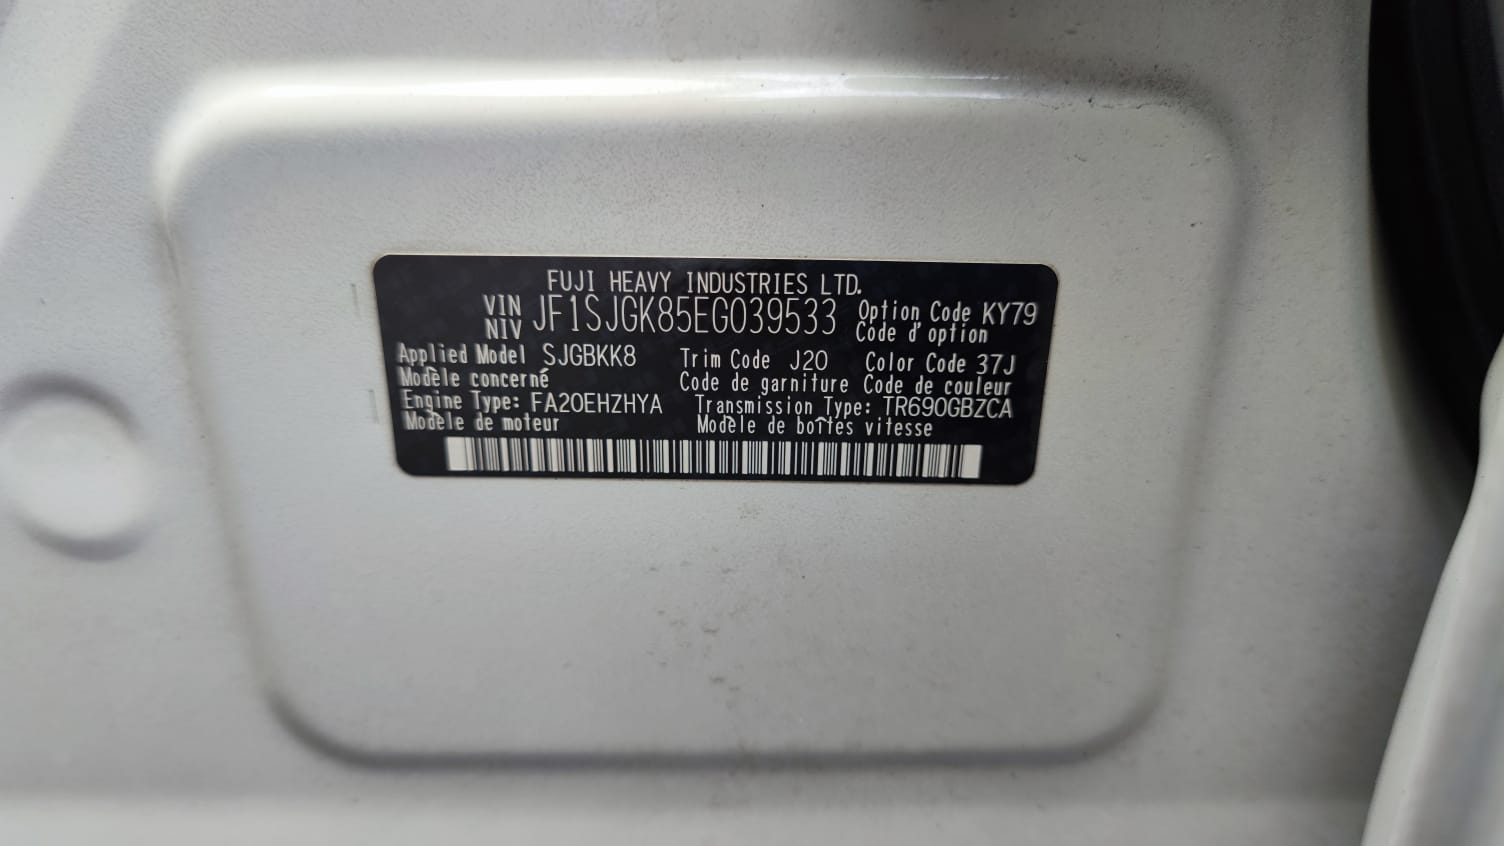 FUJI HEAVY INDUSTRIES LTD.
VIN
NIV
JF1SJGK85EG039533
Option Code KY79
Code d'option
Applied Model SJGBKK8 Trim Code J20 Color Code 37J
Modèle concerné Code de garniture Code de couleur
Engine Type: FA20EHZHYA Transmission Type: TR690GBZCA
Modèle de moteur Modèle de boîtes vitesse